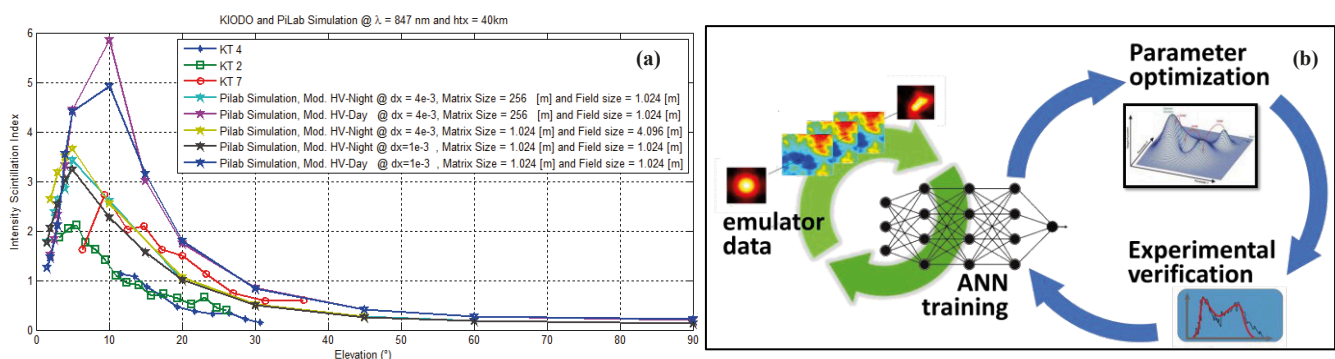 KIODO and PiLab Simulation @ λ = 847 nm and htx = 40km
Intensity Scintillation Index
6
5
4
3
2
1
0
(a)
KT 4
KT 2
KT 7
Pilab Simulation, Mod. HV-Night @ dx = 4e-3, Matrix Size = 256 [m] and Field size = 1.024 [m]
Pilab Simulation, Mod. HV-Day @ dx = 4e-3, Matrix Size = 256 [m] and Field size = 1.024 [m]
Pilab Simulation, Mod. HV-Night @ dx = 4e-3, Matrix Size = 1.024 [m] and Field size = 4.096 [m]
Pilab Simulation, Mod. HV-Night @ dx=1e-3 , Matrix Size = 1.024 [m] and Field size = 1.024 [m]
Pilab Simulation, Mod. HV-Day @ dx=1e-3 , Matrix Size = 1.024 [m] and Field size = 1.024 [m]
0 10 20 30 40 50 60 70 80 90
Elevation (°)
(b)
Parameter
optimization
emulator
data
ANN
training
Experimental
verification